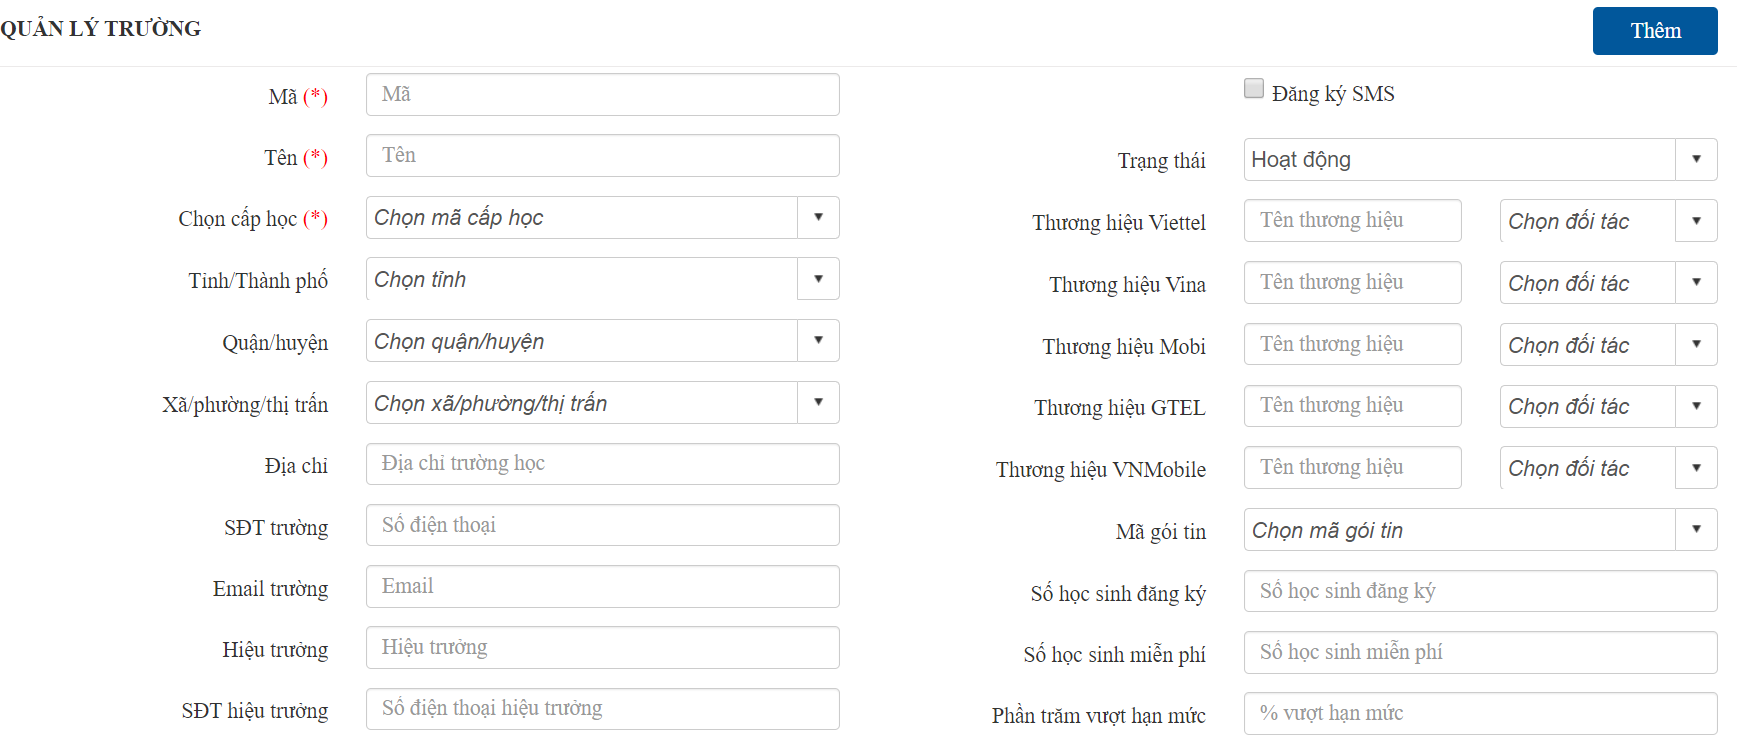 QUẢN LÝ TRƯỜNG
Thêm
Mã (*)
Mã
Tên (*)
Tên
Chọn cấp học (*)
Chọn mã cấp học
Tỉnh/Thành phố
Chọn tỉnh
Quận/huyện
Chọn quận/huyện
Xã/phường/thị trấn
Chọn xã/phường/thị trấn
Địa chỉ
Địa chỉ trường học
SĐT trường
Số điện thoại
Email trường
Email
Hiệu trưởng
Hiệu trưởng
SĐT hiệu trưởng
Số điện thoại hiệu trưởng
Đăng ký SMS
Trạng thái
Hoạt động
Thương hiệu Viettel
Tên thương hiệu
Chọn đối tác
Thương hiệu Vina
Tên thương hiệu
Chọn đối tác
Thương hiệu Mobi
Tên thương hiệu
Chọn đối tác
Thương hiệu GTEL
Tên thương hiệu
Chọn đối tác
Thương hiệu VNMobile
Tên thương hiệu
Chọn đối tác
Mã gói tin
Chọn mã gói tin
Số học sinh đăng ký
Số học sinh đăng ký
Số học sinh miễn phí
Số học sinh miễn phí
Phần trăm vượt hạn mức
% vượt hạn mức